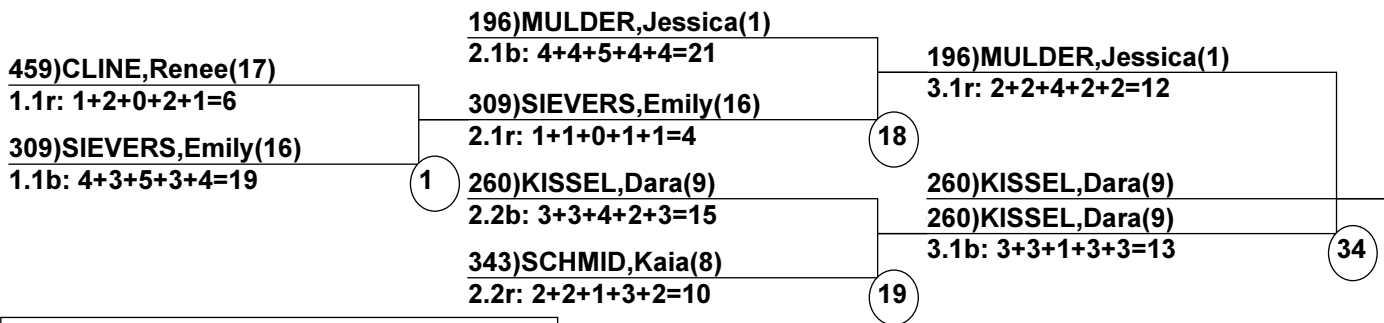 459)CLINE,Renee(17)
1.1r: 1+2+0+2+1=6
309)SIEVERS,Emily(16)
1.1b: 4+3+5+3+4=19
1
196)MULDER,Jessica(1)
2.1b: 4+4+5+4+4=21
309)SIEVERS,Emily(16)
2.1r: 1+1+0+1+1=4
18
260)KISSEL,Dara(9)
2.2b: 3+3+4+2+3=15
343)SCHMID,Kaia(8)
2.2r: 2+2+1+3+2=10
19
196)MULDER,Jessica(1)
3.1r: 2+2+4+2+2=12
260)KISSEL,Dara(9)
260)KISSEL,Dara(9)
3.1b: 3+3+1+3+3=13
34